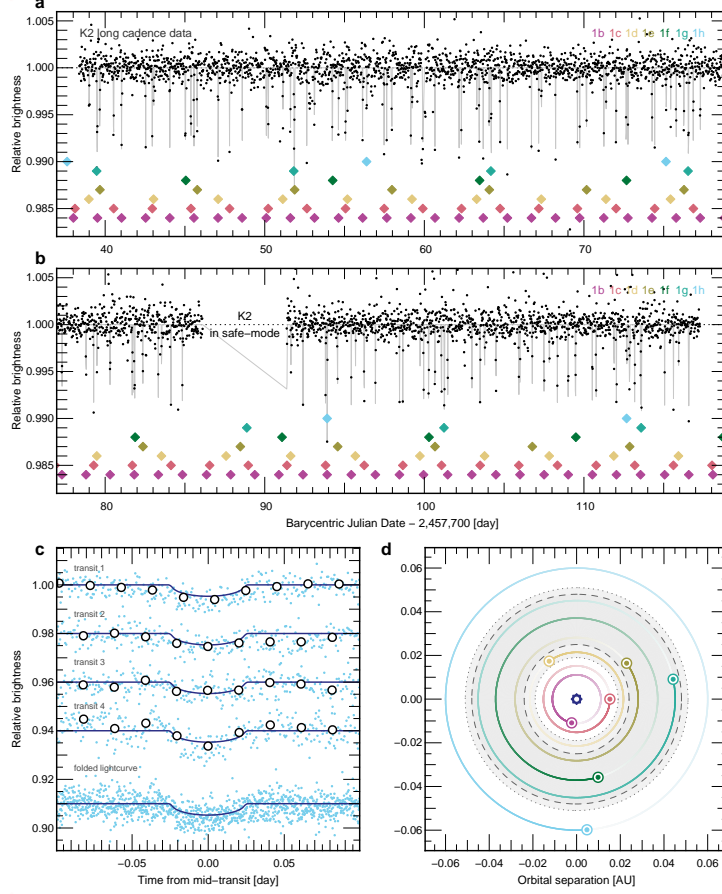 a
K2 long cadence data
1b 1c 1d 1e 1f 1g 1h
1.005
1.000
0.995
0.990
0.985
Relative brightness
40 50 60 70
b
1b 1c 1d 1e 1f 1g 1h
K2
in safe-mode
1.005
1.000
0.995
0.990
0.985
Relative brightness
80 90 100 110
Barycentric Julian Date − 2,457,700 [day]
c
transit 1
transit 2
transit 3
transit 4
folded lightcurve
1.00
0.98
0.96
0.94
0.92
0.90
Relative brightness
−0.05 0.00 0.05
Time from mid−transit [day]
d
0.06
0.04
0.02
0.00
−0.02
−0.04
−0.06
−0.06 −0.04 −0.02 0.00 0.02 0.04 0.06
Orbital separation [AU]